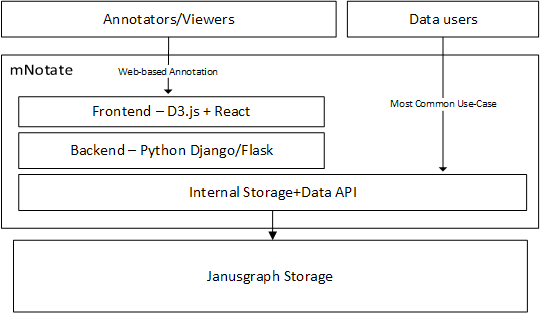 Annotators/Viewers
Data users
mNotate
Web-based Annotation
Frontend – D3.js + React
Most Common Use-Case
Backend – Python Django/Flask
Internal Storage+Data API
Janusgraph Storage